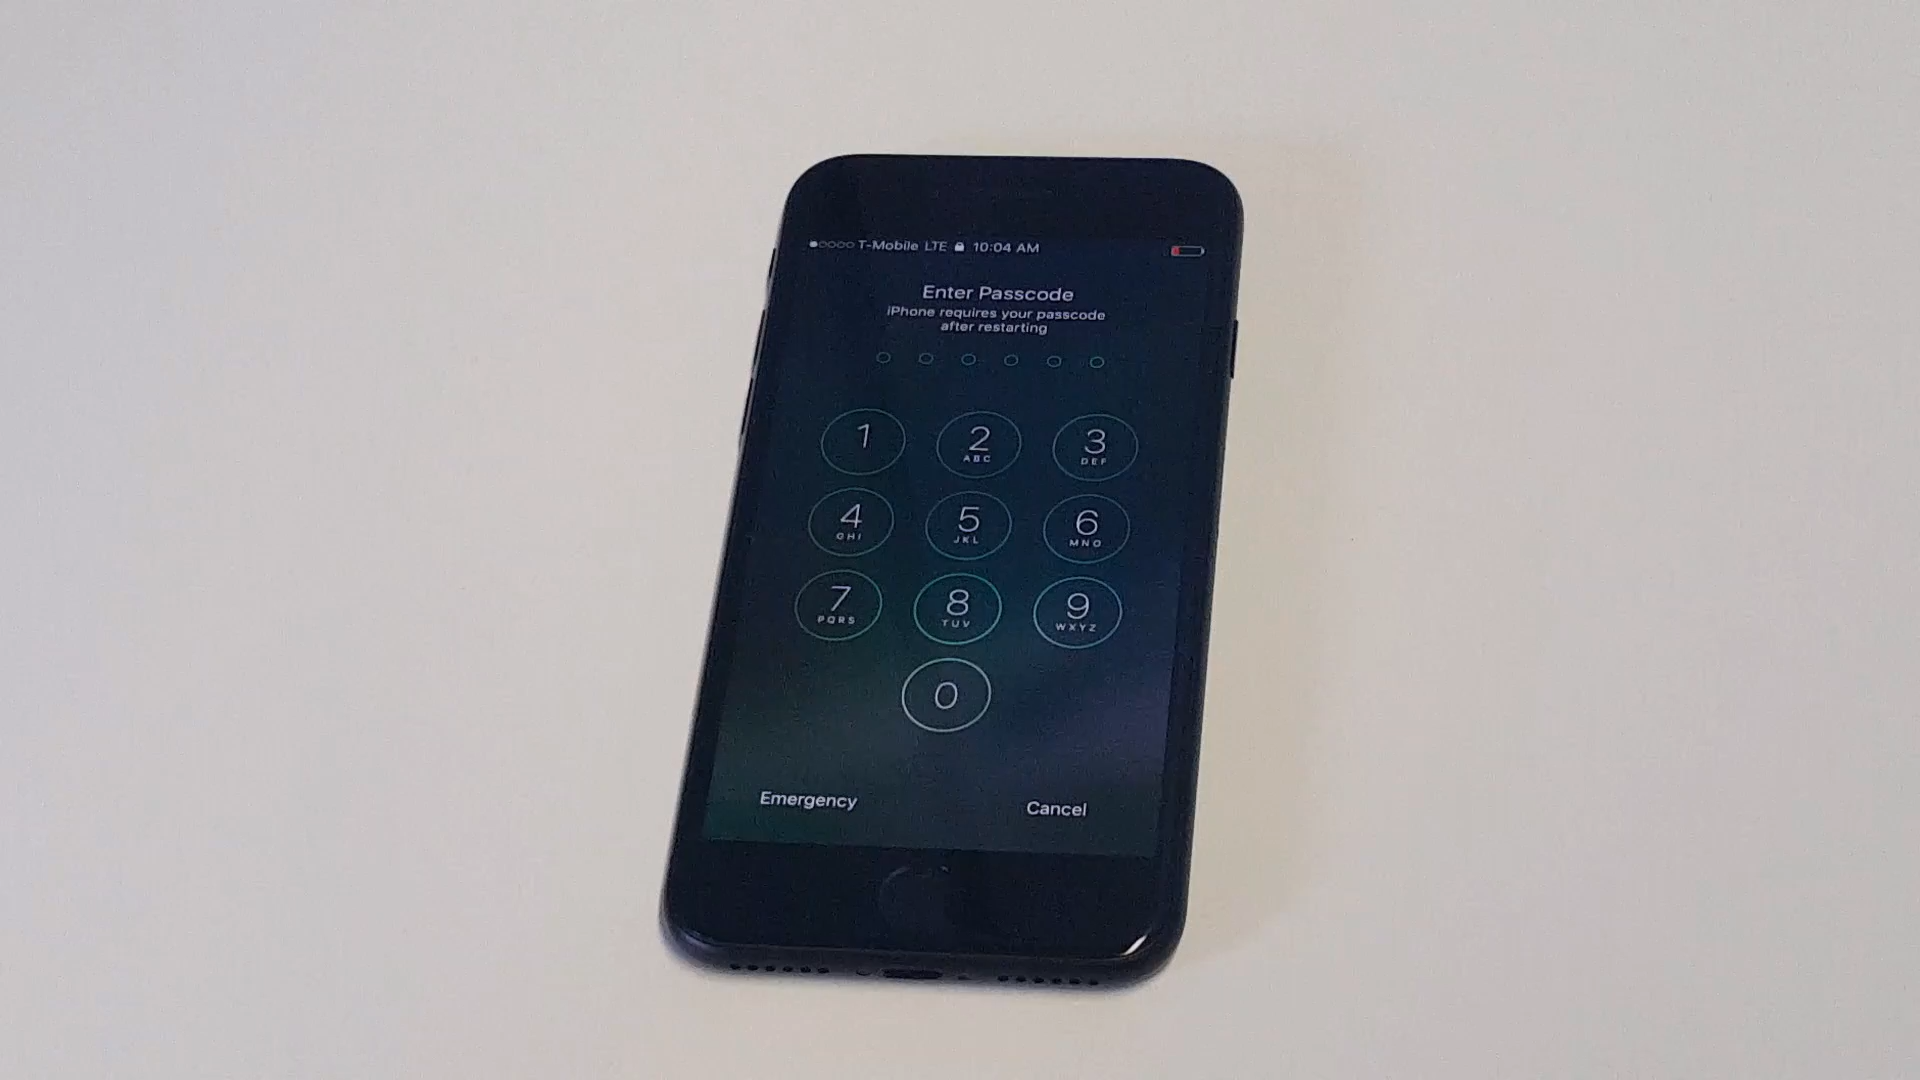 T-Mobile LTE 10:04 AM
Enter Passcode
iPhone requires your passcode
after restarting
1 2 3
ABC DEF
4 5 6
GHI JKL MNO
7 8 9
PQRS TUV WXYZ
0
Emergency Cancel